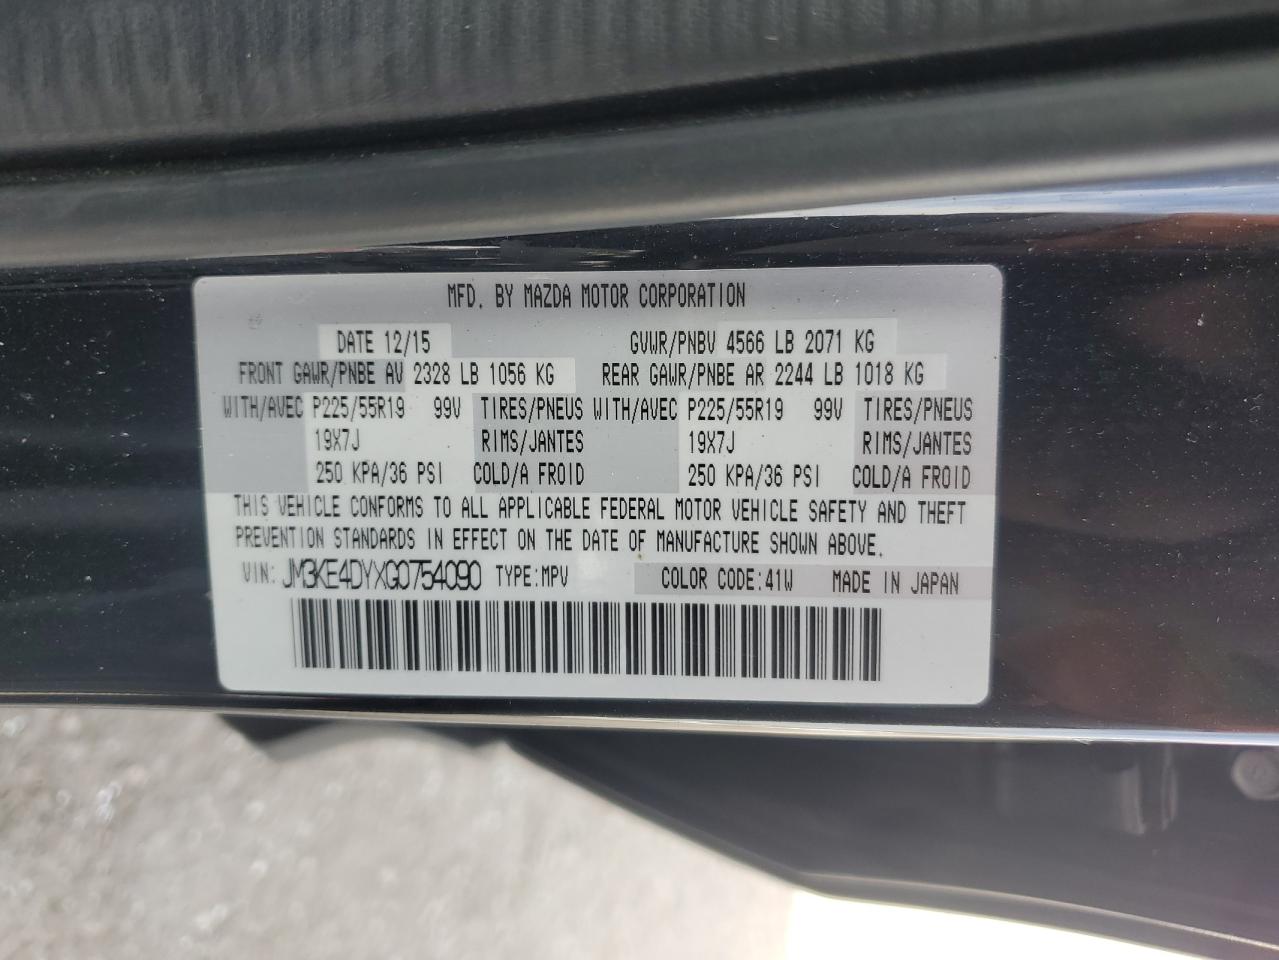 MFD. BY MAZDA MOTOR CORPORATION
DATE 12/15 GVWR/PNBV 4566 LB 2071 KG
FRONT GAWR/PNBE AV 2328 LB 1056 KG REAR GAWR/PNBE AR 2244 LB 1018 KG
WITH/AVEC P225/55R19 99V TIRES/PNEUS WITH/AVEC P225/55R19 99V TIRES/PNEUS
19X7J RIMS/JANTES 19X7J RIMS/JANTES
250 KPA/36 PSI COLD/A FROID 250 KPA/36 PSI COLD/A FROID
THIS VEHICLE CONFORMS TO ALL APPLICABLE FEDERAL MOTOR VEHICLE SAFETY AND THEFT
PREVENTION STANDARDS IN EFFECT ON THE DATE OF MANUFACTURE SHOWN ABOVE.
VIN: JM3KE4DYXG0754090 TYPE:MPV COLOR CODE:41W MADE IN JAPAN